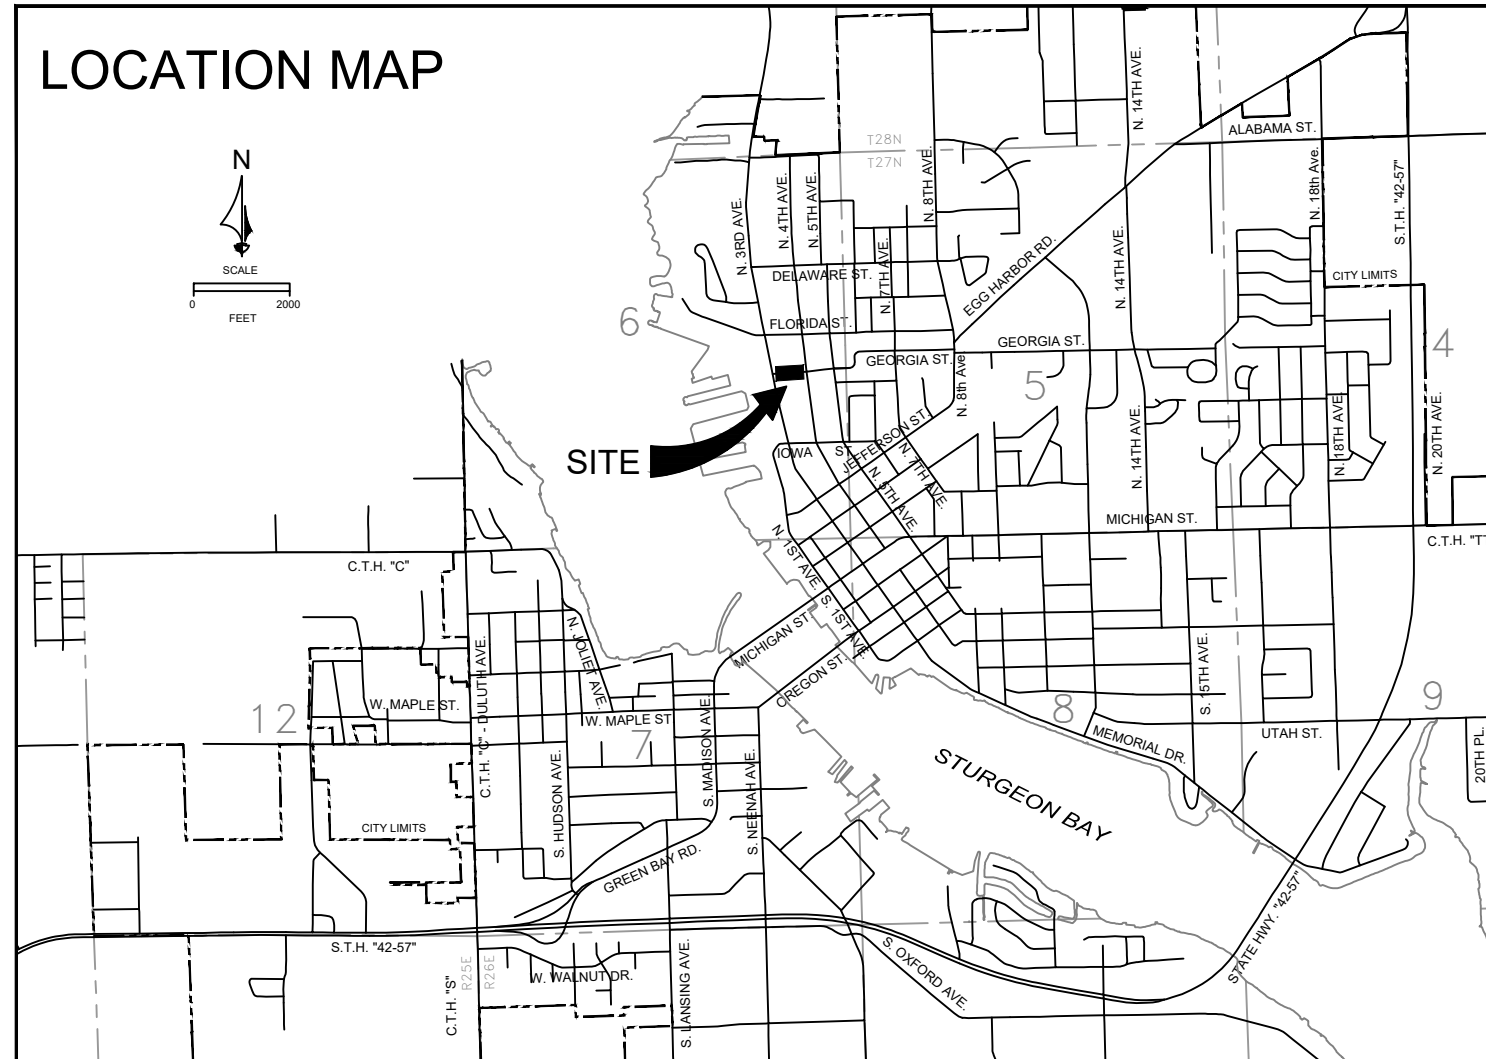 LOCATION MAP
N
SCALE
0 2000
FEET
T28N
T27N
N. 14TH AVE.
ALABAMA ST.
N. 3RD AVE.
N. 4TH AVE.
N. 5TH AVE.
N. 8TH AVE.
N. 18th Ave.
S.T.H. "42-57"
N. 7TH AVE.
DELAWARE ST.
EGG HARBOR RD.
N. 14TH AVE.
CITY LIMITS
6
FLORIDA ST.
GEORGIA ST.
GEORGIA ST.
4
5
N. 8th Ave
SITE
IOWA ST.
JEFFERSON ST.
N. 7TH AVE.
N. 5TH AVE.
N. 14TH AVE.
N. 18TH AVE.
N. 20TH AVE.
MICHIGAN ST.
C.T.H. "TT
C.T.H. "C"
N. 1ST AVE.
S. 1ST AVE.
MICHIGAN ST.
OREGON ST.
N. JOLIET AVE.
C.T.H. "C" - DULUTH AVE.
W. MAPLE ST.
W. MAPLE ST
12
7
8
9
S. 15TH AVE.
MEMORIAL DR.
UTAH ST.
20TH PL.
S. HUDSON AVE.
S. MADISON AVE.
S. NEENAH AVE.
STURGEON BAY
CITY LIMITS
GREEN BAY RD.
STATE HWY. "42-57"
S.T.H. "42-57"
R25E
R26E
W. WALNUT DR.
C.T.H. "S"
S. LANSING AVE.
S. OXFORD AVE.